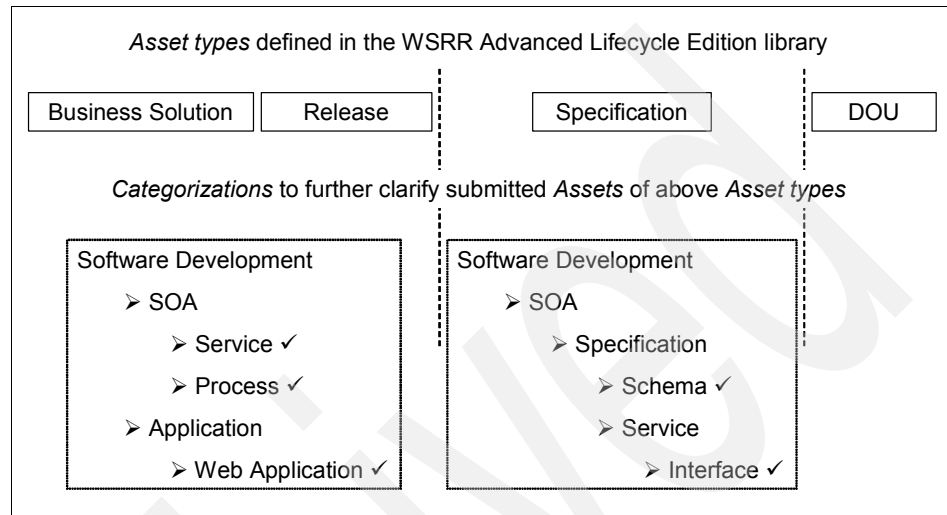 Asset types defined in the WSRR Advanced Lifecycle Edition library
Business Solution Release Specification DOU
Categorizations to further clarify submitted Assets of above Asset types
Software Development
➢ SOA
➢ Service ✓
➢ Process ✓
➢ Application
➢ Web Application ✓
Software Development
➢ SOA
➢ Specification
➢ Schema ✓
➢ Service
➢ Interface ✓